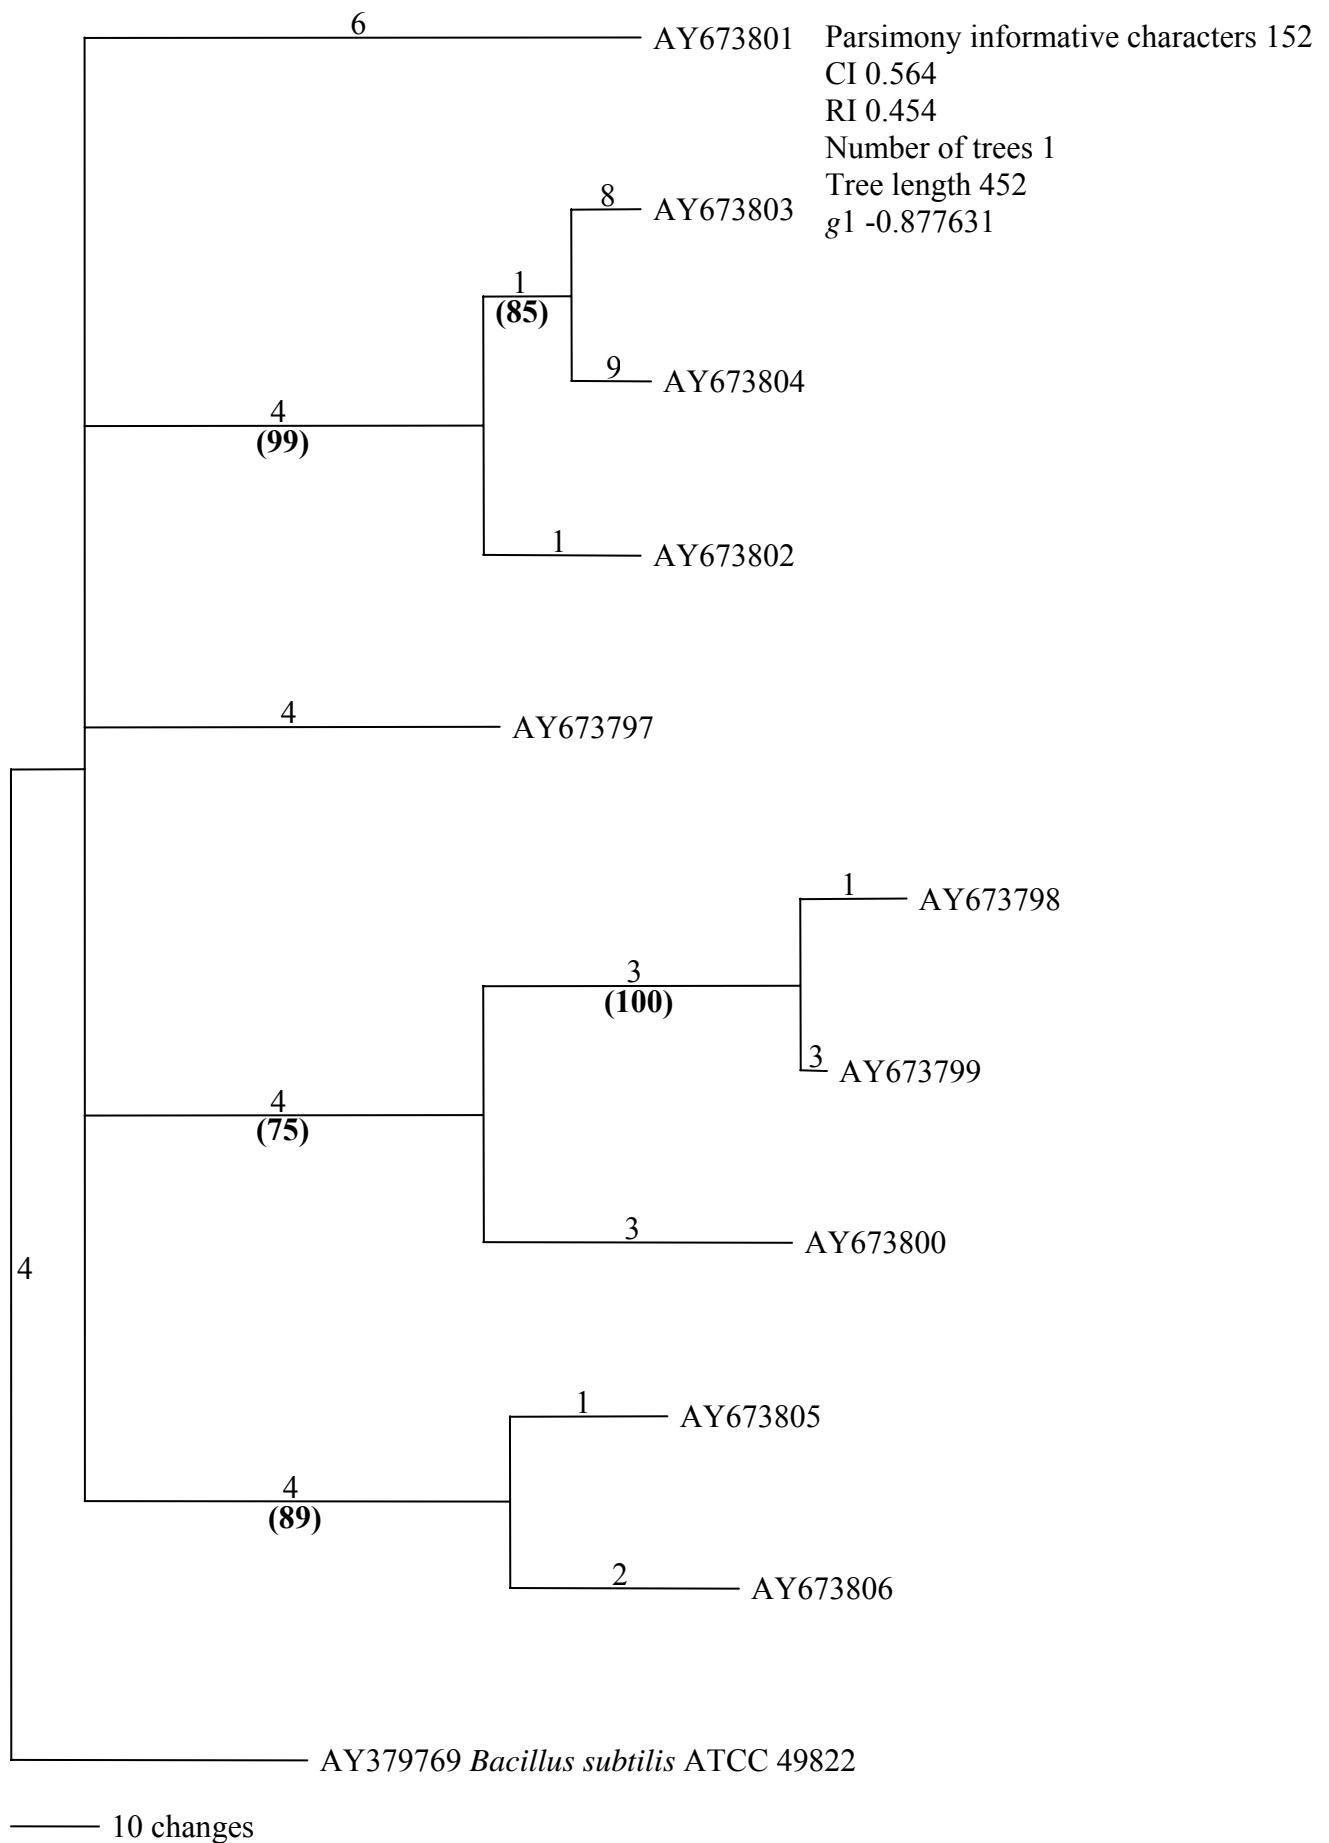 6
AY673801
Parsimony informative characters 152
CI 0.564
RI 0.454
Number of trees 1
Tree length 452
g1 -0.877631
8
AY673803
1
(85)
9
AY673804
4
(99)
1
AY673802
4
AY673797
1
AY673798
3
(100)
3
AY673799
4
(75)
3
AY673800
4
1
AY673805
4
(89)
2
AY673806
AY379769 Bacillus subtilis ATCC 49822
10 changes